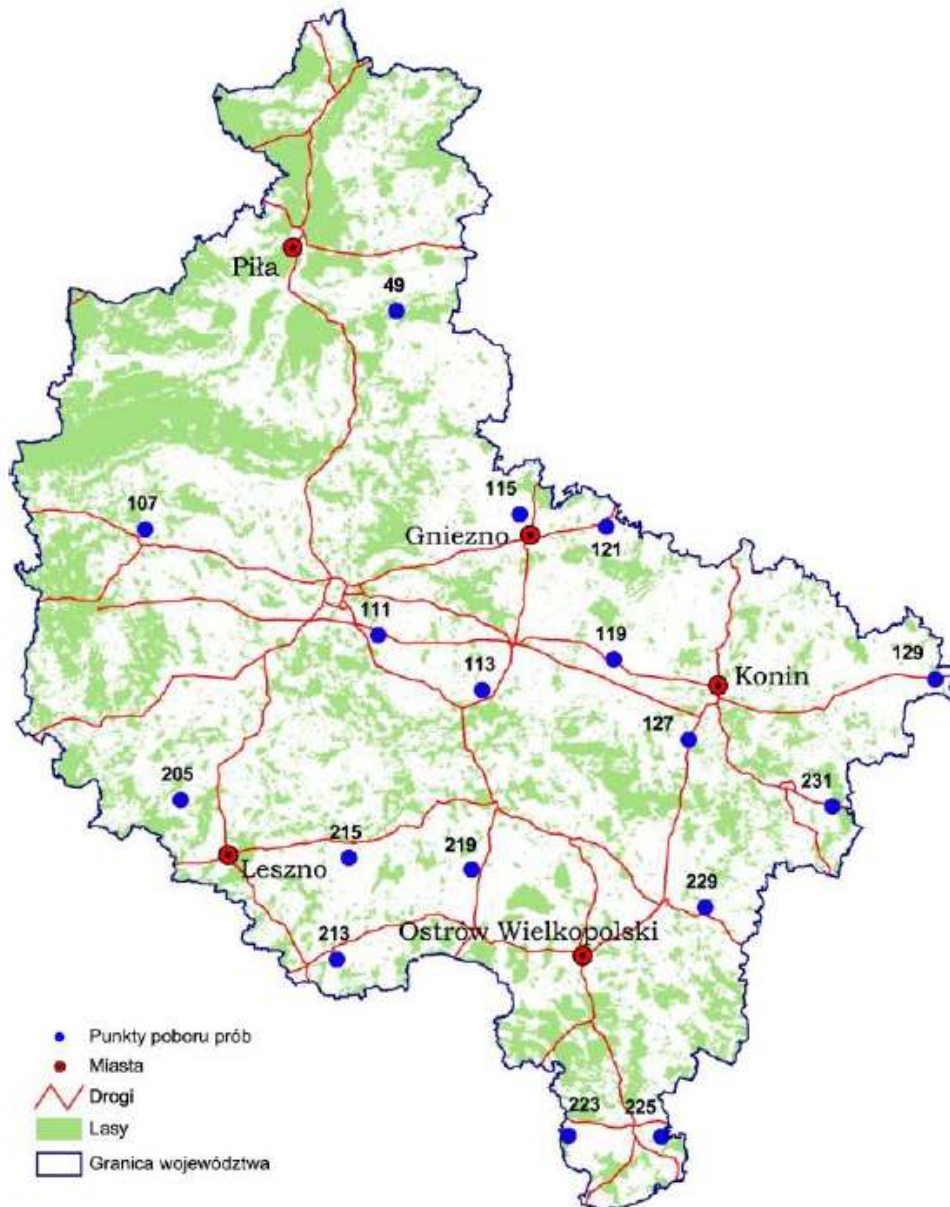 Piła
49
115
107
Gniezno
121
111
119
129
113
Konin
127
205
231
215
219
Leszno
229
Ostrów Wielkopolski
213
Punkty poboru prób
Miasta
Drogi
223
225
Lasy
Granica województwa